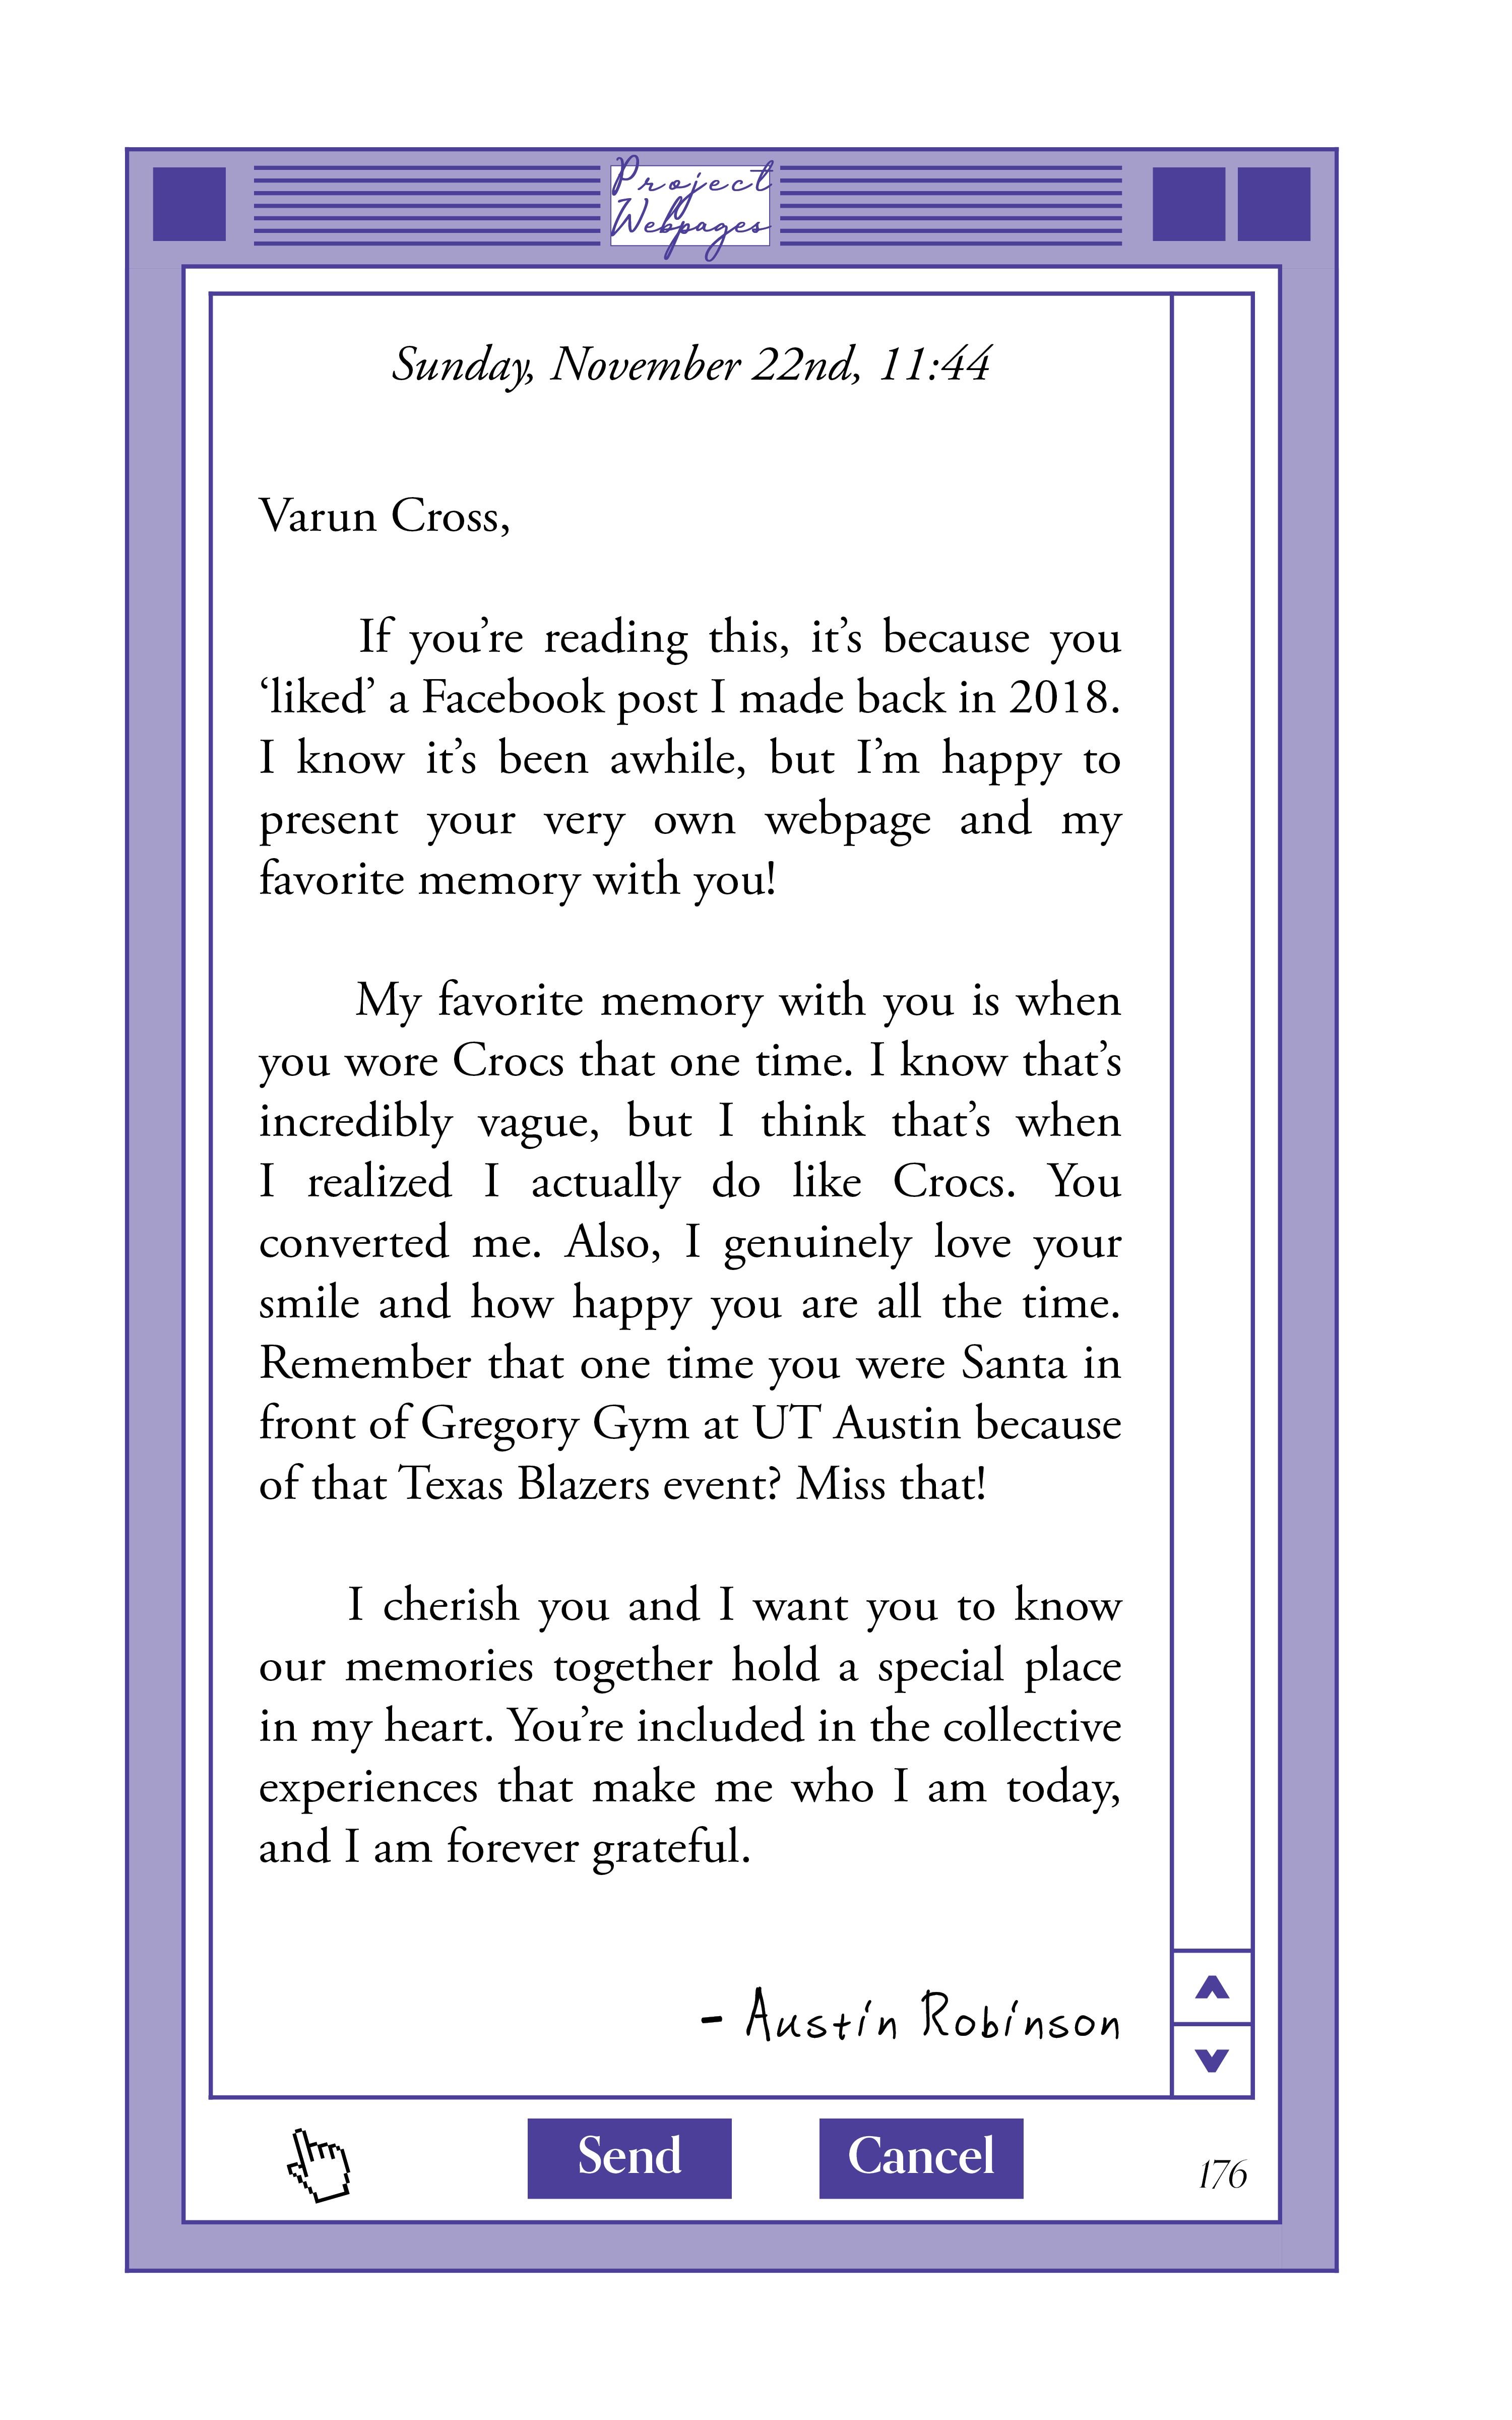 Project
Webpages
Sunday, November 22nd, 11:44
Varun Cross,
If you’re reading this, it’s because you
‘liked’ a Facebook post I made back in 2018.
I know it’s been awhile, but I’m happy to
present your very own webpage and my
favorite memory with you!
My favorite memory with you is when
you wore Crocs that one time. I know that’s
incredibly vague, but I think that’s when
I realized I actually do like Crocs. You
converted me. Also, I genuinely love your
smile and how happy you are all the time.
Remember that one time you were Santa in
front of Gregory Gym at UT Austin because
of that Texas Blazers event? Miss that!
I cherish you and I want you to know
our memories together hold a special place
in my heart. You’re included in the collective
experiences that make me who I am today,
and I am forever grateful.
- Austin Robinson
Send Cancel
176